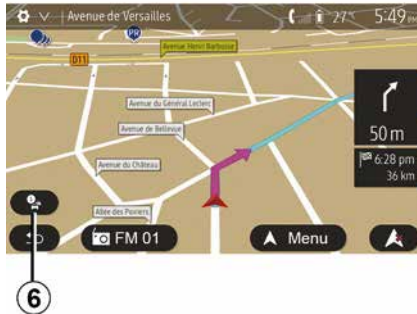 Avenue de Versailles
27°
5:49 PM
PR
Avenue Henri Barbusse
D11
Avenue du Général Leclerc
Avenue de Bellevue
50 m
Avenue du Château
6:28 pm
36 km
Allée des Poiriers
FM 01
Menu
6